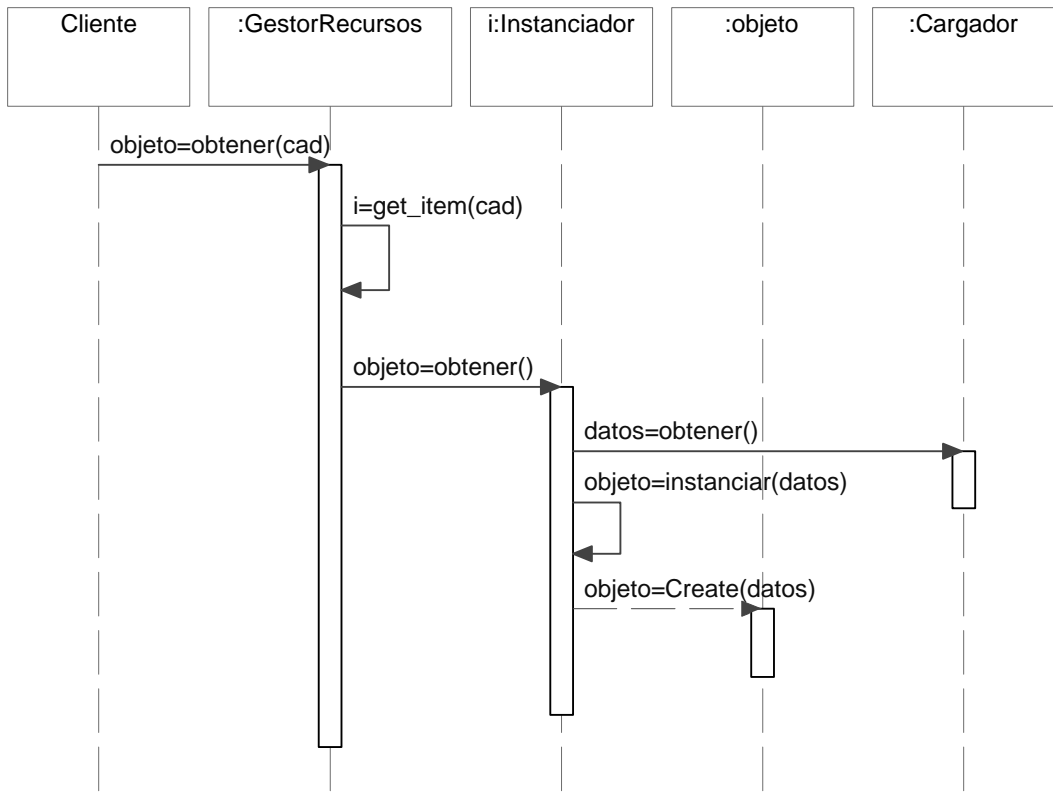 Cliente
:GestorRecursos
i:Instanciador
:objeto
:Cargador
objeto=obtener(cad)
i=get_item(cad)
objeto=obtener()
datos=obtener()
objeto=instanciar(datos)
objeto=Create(datos)